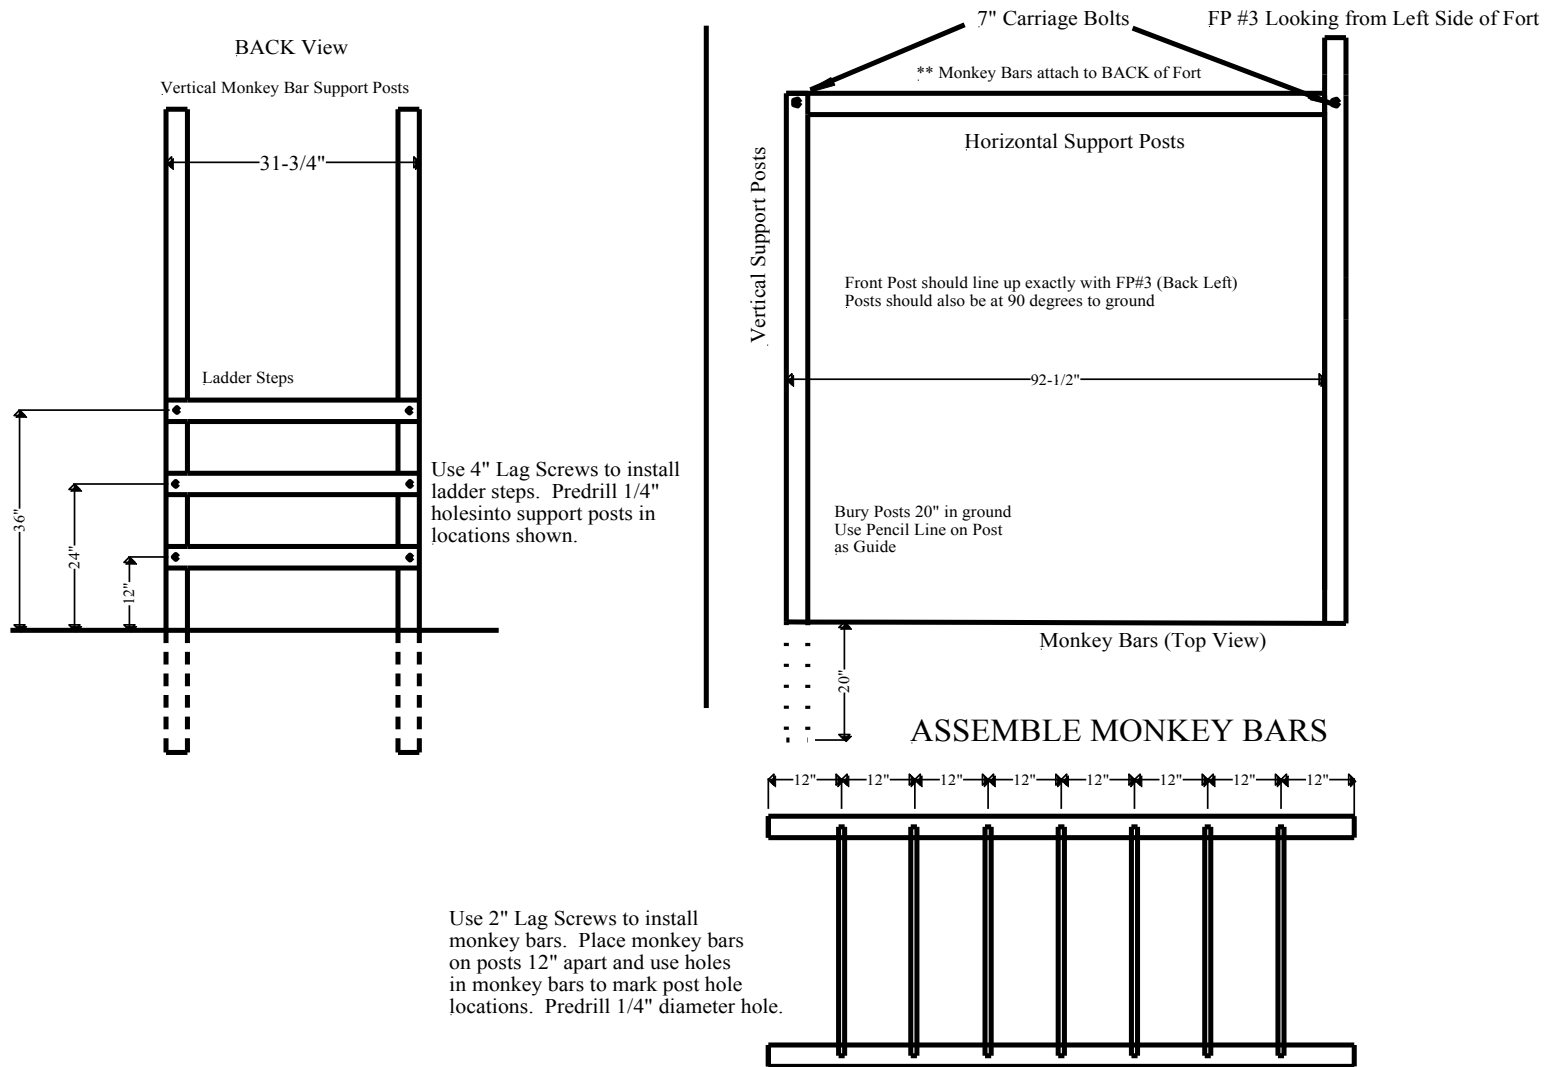 7" Carriage Bolts
FP #3 Looking from Left Side of Fort
BACK View
** Monkey Bars attach to BACK of Fort
Vertical Monkey Bar Support Posts
Horizontal Support Posts
31-3/4"
Vertical Support Posts
Front Post should line up exactly with FP#3 (Back Left)
Posts should also be at 90 degrees to ground
Ladder Steps
92-1/2"
Use 4" Lag Screws to install
ladder steps. Predrill 1/4"
holesinto support posts in
locations shown.
36"
24"
12"
Bury Posts 20" in ground
Use Pencil Line on Post
as Guide
Monkey Bars (Top View)
20"
ASSEMBLE MONKEY BARS
12" 12" 12" 12" 12" 12" 12" 12"
Use 2" Lag Screws to install
monkey bars. Place monkey bars
on posts 12" apart and use holes
in monkey bars to mark post hole
locations. Predrill 1/4" diameter hole.